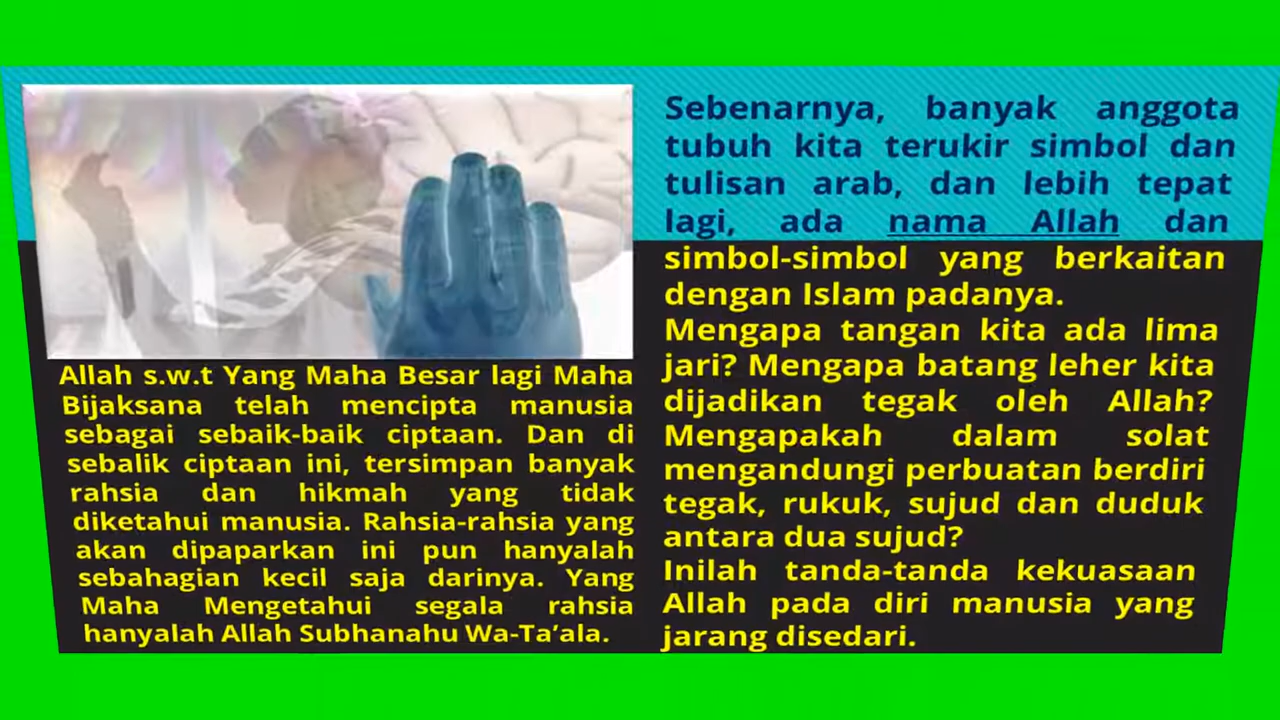 Allah s.w.t Yang Maha Besar lagi Maha
Bijaksana telah mencipta manusia
sebagai sebaik-baik ciptaan. Dan di
sebalik ciptaan ini, tersimpan banyak
rahsia dan hikmah yang tidak
diketahui manusia. Rahsia-rahsia yang
akan dipaparkan ini pun hanyalah
sebahagian kecil saja darinya. Yang
Maha Mengetahui segala rahsia
hanyalah Allah Subhanahu Wa-Ta’ala.
Sebenarnya, banyak anggota
tubuh kita terukir simbol dan
tulisan arab, dan lebih tepat
lagi, ada nama Allah dan
simbol-simbol yang berkaitan
dengan Islam padanya.
Mengapa tangan kita ada lima
jari? Mengapa batang leher kita
dijadikan tegak oleh Allah?
Mengapakah dalam solat
mengandungi perbuatan berdiri
tegak, rukuk, sujud dan duduk
antara dua sujud?
Inilah tanda-tanda kekuasaan
Allah pada diri manusia yang
jarang disedari.